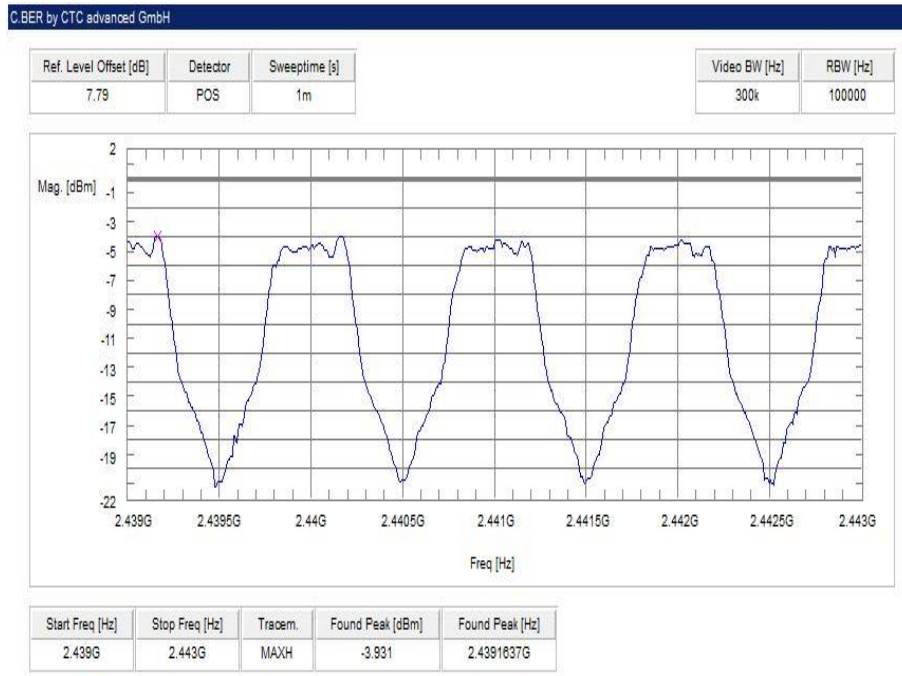 C.BER by CTC advanced GmbH
Ref. Level Offset [dB] Detector Sweeptime [s] Video BW [Hz] RBW [Hz]
7.79 POS 1m 300k 100000
2
Mag. [dBm] -1
-3
-5
-7
-9
-11
-13
-15
-17
-19
-22
2.439G 2.4395G 2.44G 2.4405G 2.441G 2.4415G 2.442G 2.4425G 2.443G
Freq [Hz]
Start Freq [Hz] Stop Freq [Hz] Tracem. Found Peak [dBm] Found Peak [Hz]
2.439G 2.443G MAXH -3.931 2.4391637G